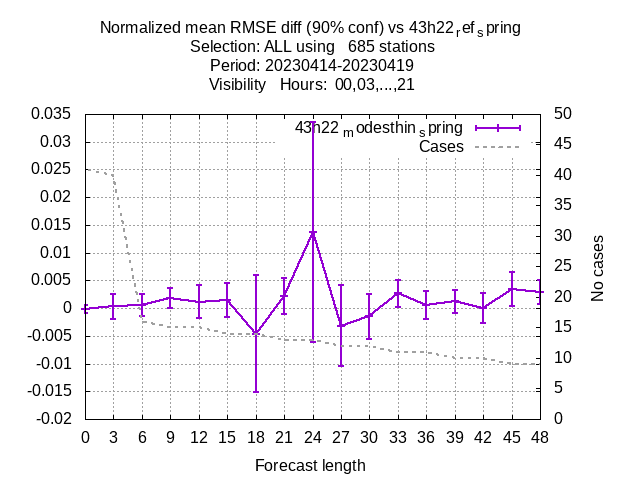 Normalized mean RMSE diff (90% conf) vs 43h22refspring
Selection: ALL using 685 stations
Period: 20230414-20230419
Visibility Hours: 00,03,...,21
43h22modesthinspring
Cases
0.035
0.03
0.025
0.02
0.015
0.01
0.005
0
-0.005
-0.01
-0.015
-0.02
50
45
40
35
30
25
20
15
10
5
0
No cases
0 3 6 9 12 15 18 21 24 27 30 33 36 39 42 45 48
Forecast length